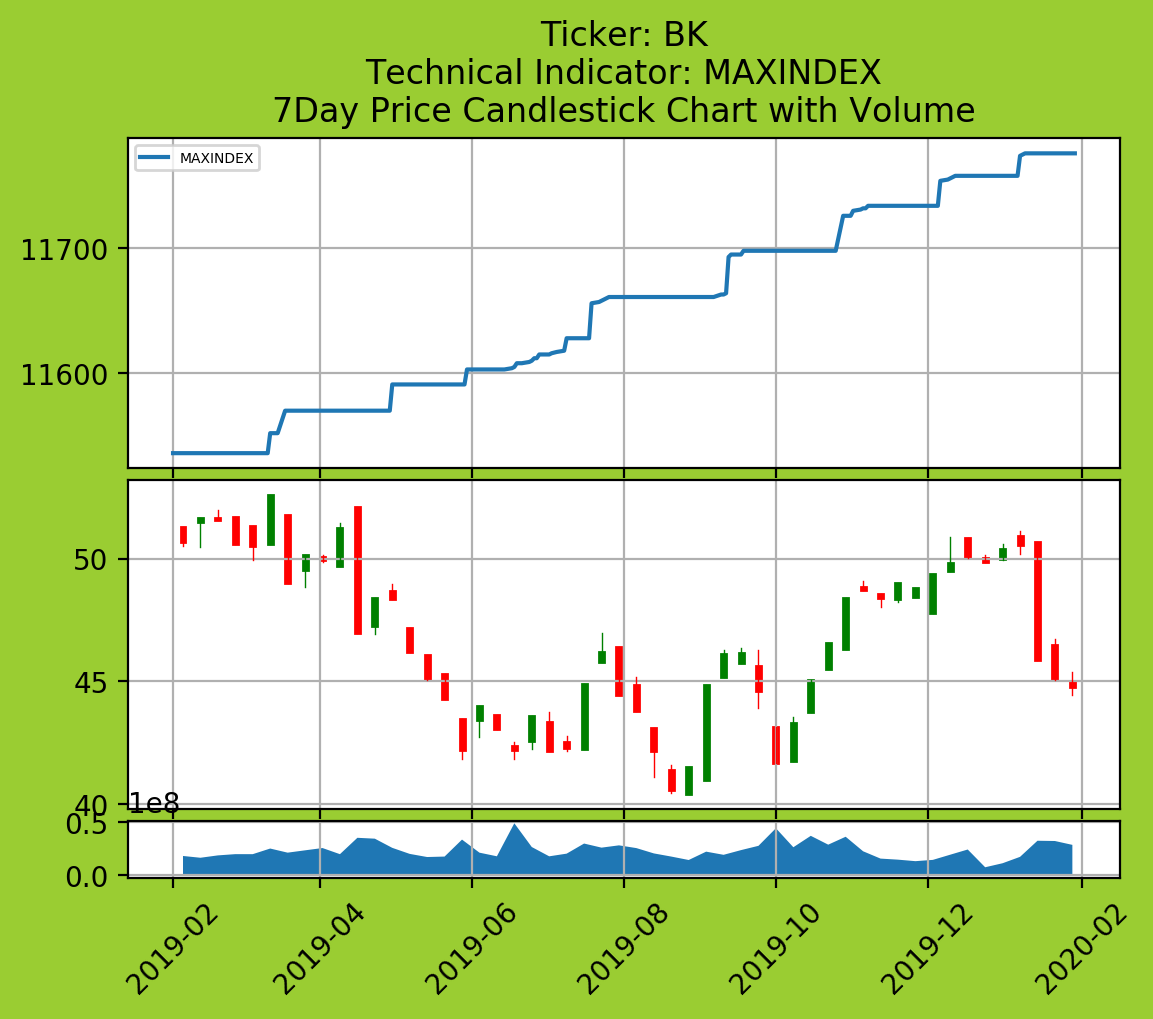 Ticker: BK
Technical Indicator: MAXINDEX
7Day Price Candlestick Chart with Volume
MAXINDEX
11700
11600
50
45
40
1e8
0.5
0.0
2019-02
2019-04
2019-06
2019-08
2019-10
2019-12
2020-02